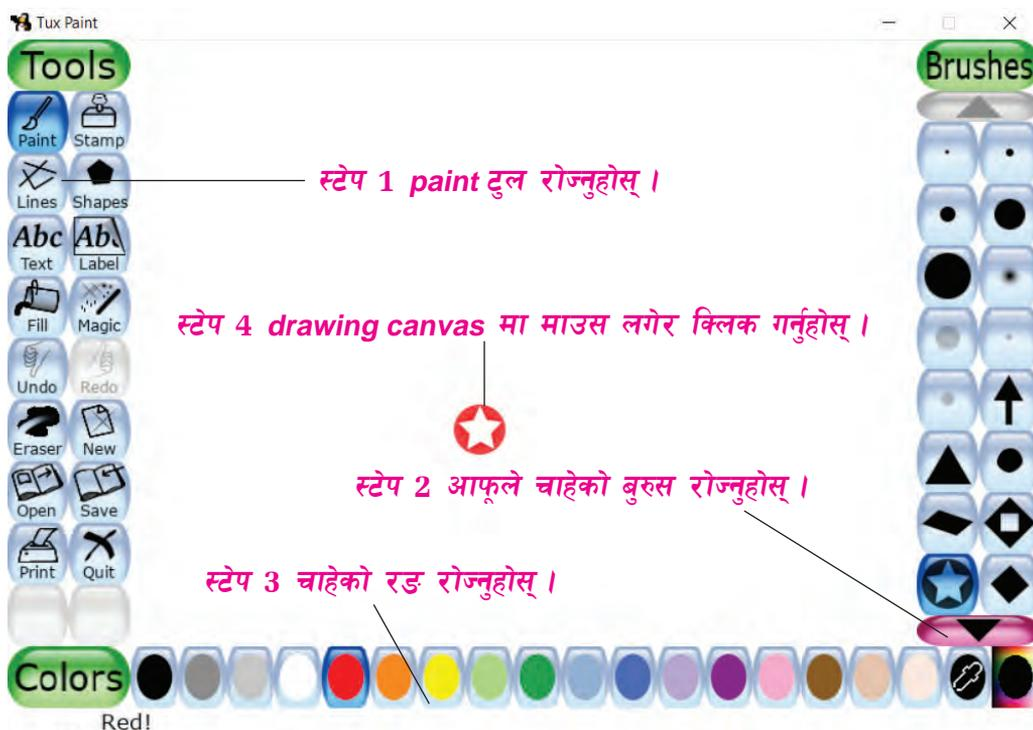 Tux Paint
Tools
Brushes
Paint Stamp
Lines Shapes
स्टेप 1 paint टुल रोज्नुहोस् ।
Abc Abc
Text Label
Fill Magic
स्टेप 4 drawing canvas मा माउस लगेर क्लिक गर्नुहोस् ।
Undo Redo
Eraser New
स्टेप 2 आफूले चाहेको बुरुस रोज्नुहोस् ।
Open Save
Print Quit
स्टेप 3 चाहेको रङ रोज्नुहोस् ।
Colors
Red!